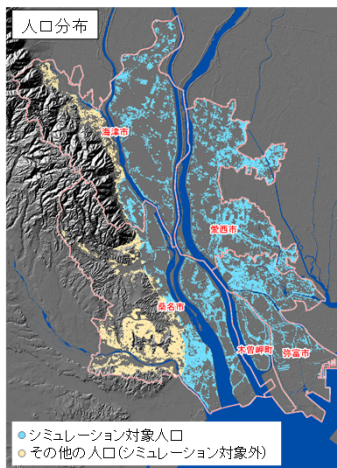 人口分布
海津市
愛西市
桑名市
木曽岬町
弥富市
シミュレーション対象人口
その他の人口(シミュレーション対象外)